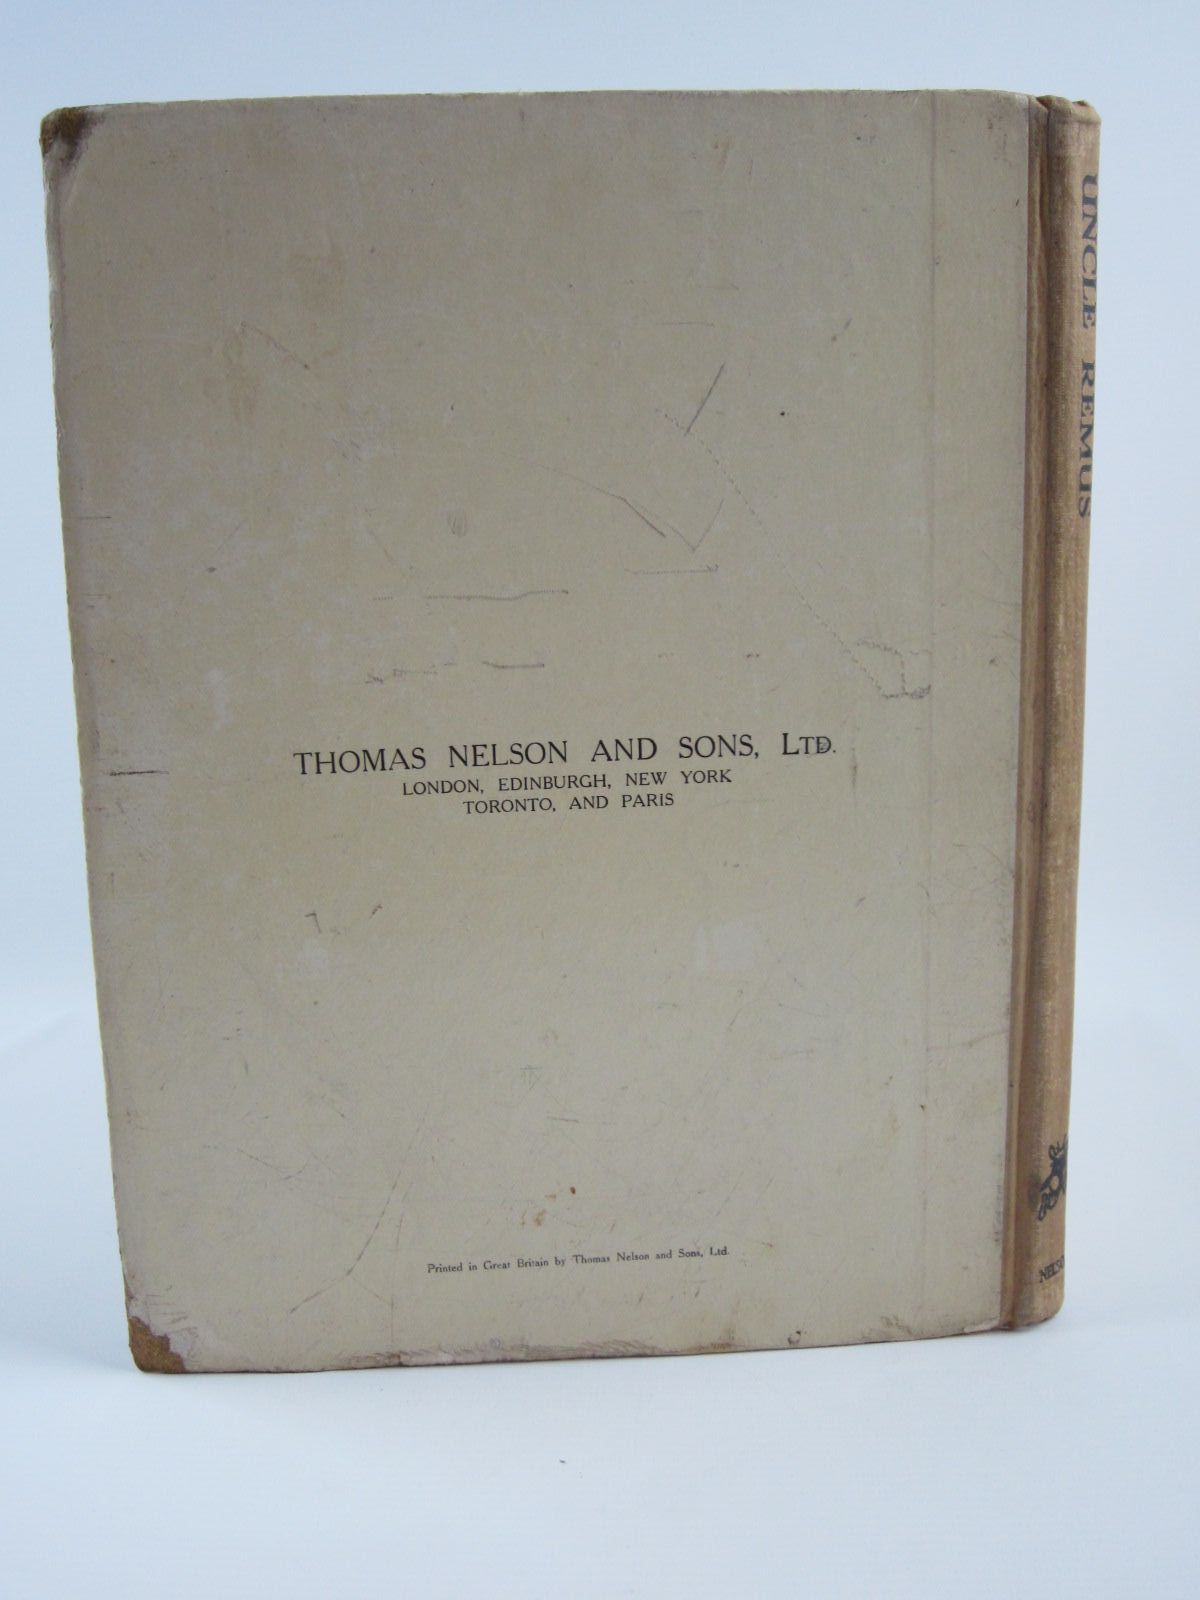 THOMAS NELSON AND SONS, LTD.
LONDON, EDINBURGH, NEW YORK
TORONTO, AND PARIS
Printed in Great Britain by Thomas Nelson and Sons, Ltd.
UNCLE REMUS
NELSON